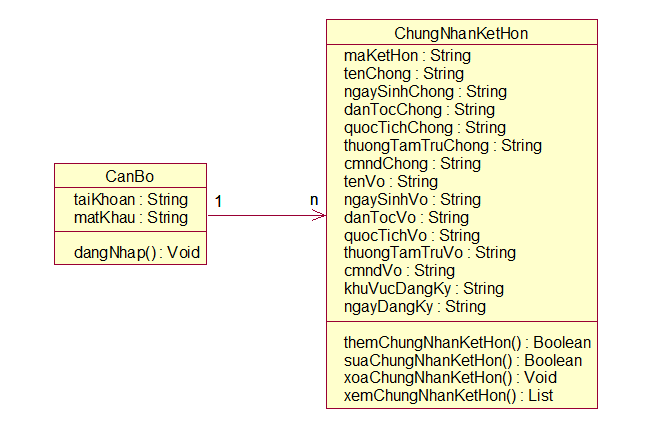 CanBo
taiKhoan : String
matKhau : String
dangNhap() : Void
1
n
ChungNhanKetHon
maKetHon : String
tenChong : String
ngaySinhChong : String
danTocChong : String
quocTichChong : String
thuongTamTruChong : String
cmndChong : String
tenVo : String
ngaySinhVo : String
danTocVo : String
quocTichVo : String
thuongTamTruVo : String
cmndVo : String
khuVucDangKy : String
ngayDangKy : String
themChungNhanKetHon() : Boolean
suaChungNhanKetHon() : Boolean
xoaChungNhanKetHon() : Void
xemChungNhanKetHon() : List